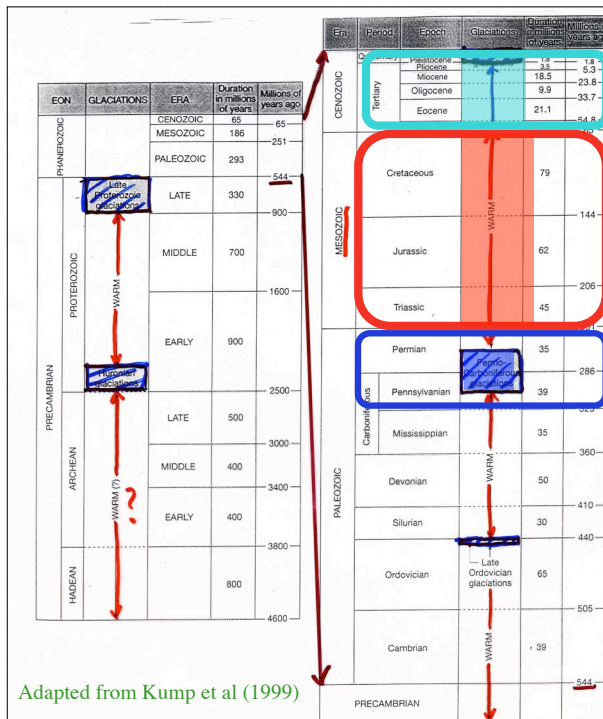 EON GLACIATIONS ERA Duration in millions of years Millions of years ago
PHANEROZOIC
CENOZOIC 65
65
MESOZOIC 186
251
PALEOZOIC 293
544
PRECAMBRIAN
PROTEROZOIC
Late Proterozoic glaciations
LATE 330
900
WARM
MIDDLE 700
1600
EARLY 900
Huronian glaciations
2500
ARCHEAN
LATE 500
3000
MIDDLE 400
3400
WARM (?) ?
EARLY 400
3800
HADEAN 800
4600
Adapted from Kump et al (1999)
Era Period Epoch Glaciations Duration in millions of years Millions of years ago
CENOZOIC
Pleistocene 1.8
1.8
Pliocene 3.5
5.3
Tertiary
Miocene 18.5
23.8
Oligocene 9.9
33.7
Eocene 21.1
54.8
MESOZOIC
Cretaceous 79
WARM
144
Jurassic 62
206
Triassic 45
PALEOZOIC
Permian 35
Permo-Carboniferous glaciations
286
Carboniferous
Pennsylvanian 39
Mississippian 35
360
WARM
Devonian 50
410
Silurian 30
440
Late Ordovician glaciations
Ordovician 65
505
Cambrian WARM 39
544
PRECAMBRIAN